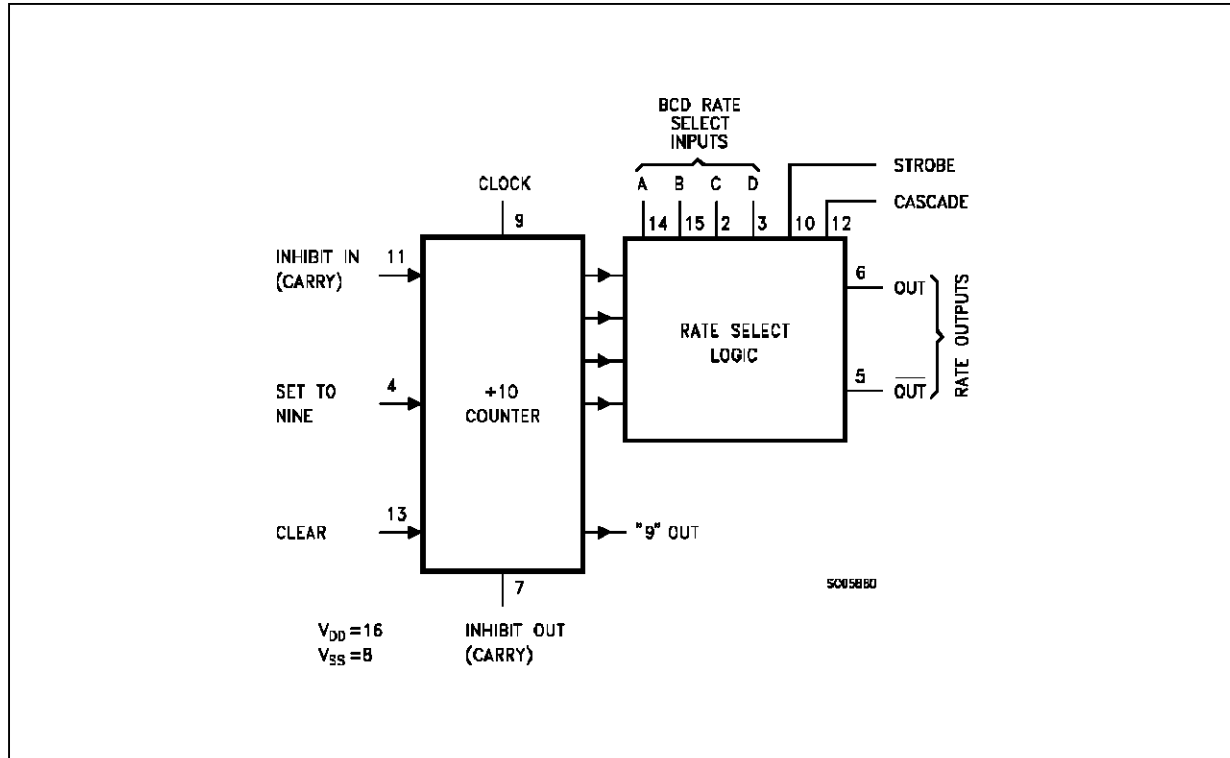 BCD RATE
SELECT
INPUTS
A B C D
STROBE
CASCADE
14 15 2 3 10 12
CLOCK
9
INHIBIT IN
(CARRY)
11
SET TO
NINE
4
CLEAR
13
+10
COUNTER
RATE SELECT
LOGIC
6
OUT
5
OUT
RATE OUTPUTS
"9" OUT
7
INHIBIT OUT
(CARRY)
VDD=16
VSS=8